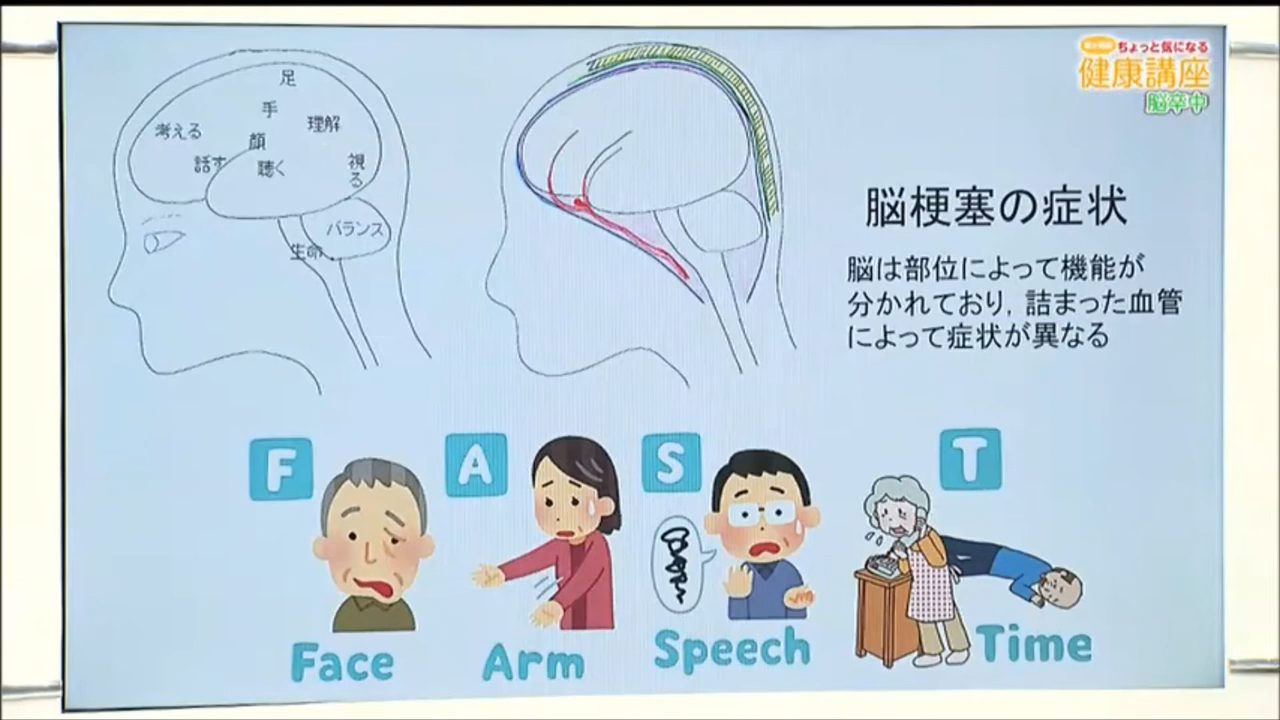 ちょっと気になる
健康講座
脳卒中
足
手
考える
理解
顔
話す
聴く
視る
バランス
生命
脳梗塞の症状
脳は部位によって機能が
分かれており，詰まった血管
によって症状が異なる
F
A
S
T
Face
Arm
Speech
Time